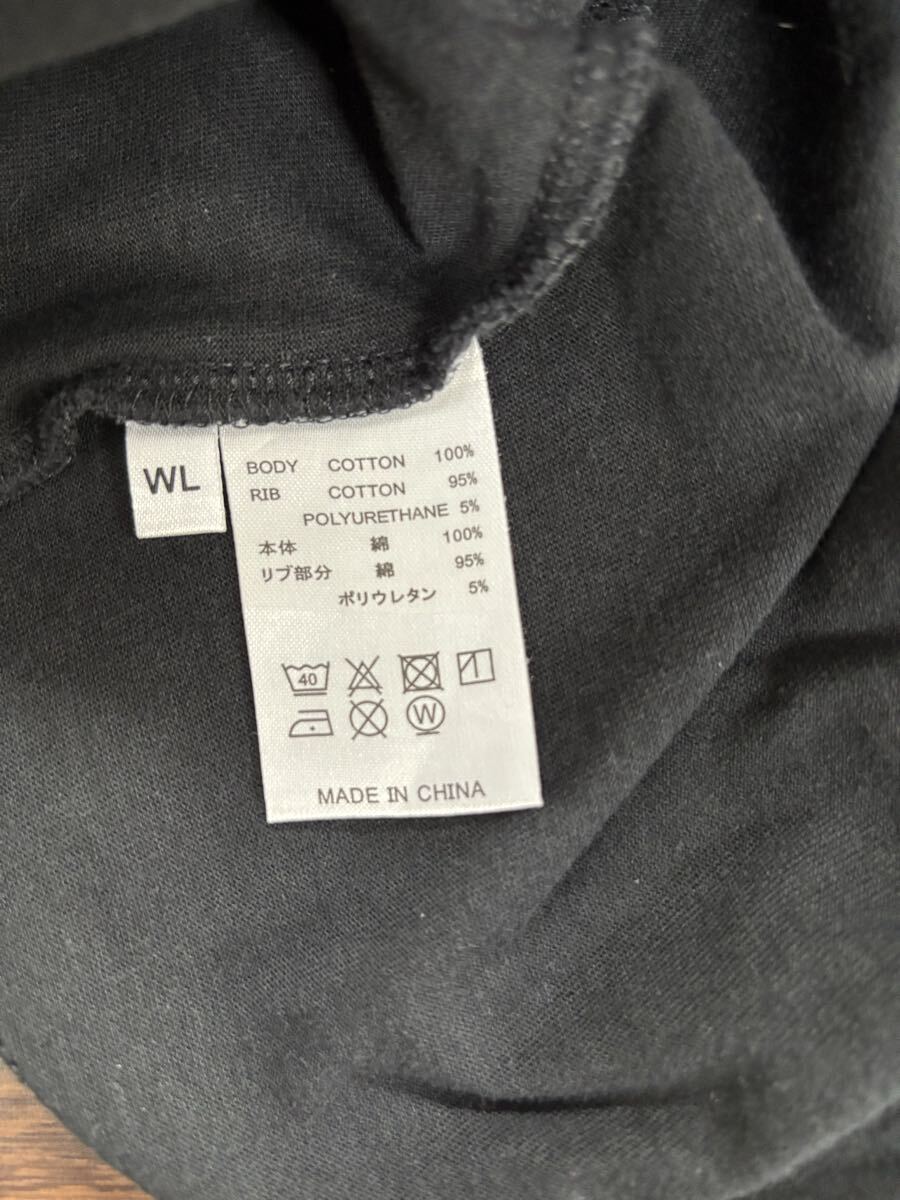 WL
BODY COTTON 100%
RIB COTTON 95%
POLYURETHANE 5%
本体 綿 100%
リブ部分 綿 95%
ポリウレタン 5%
40
W
MADE IN CHINA